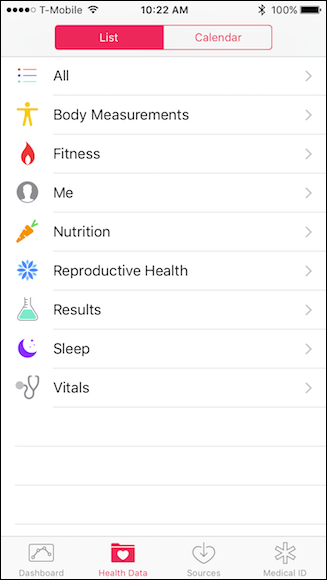 T-Mobile 10:22 AM 100%
List Calendar
All
Body Measurements
Fitness
Me
Nutrition
Reproductive Health
Results
Sleep
Vitals
Dashboard Health Data Sources Medical ID